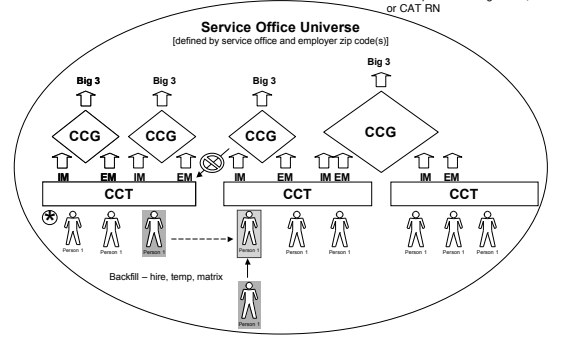 or CAT RN
Service Office Universe
[defined by service office and employer zip code(s)]
Big 3
Big 3
Big 3
Big 3
CCG
CCG
CCG
CCG
IM
EM
IM
EM
IM
EM
IM EM
IM
EM
CCT
CCT
CCT
Person 1
Person 1
Person 1
Person 1
Person 1
Person 1
Person 1
Person 1
Person 1
Backfill – hire, temp, matrix
Person 1